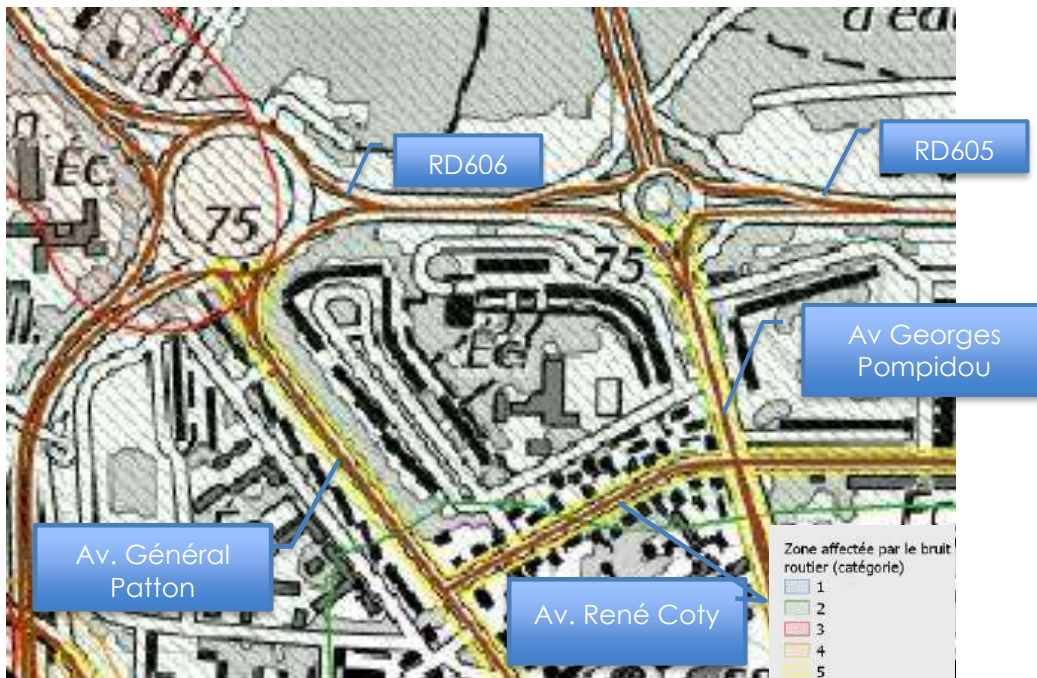 RD606
RD605
Éc.
75
75
Éc.
Av Georges
Pompidou
Av. Général
Patton
Av. René Coty
Zone affectée par le bruit
routier (catégorie)
1
2
3
4
5